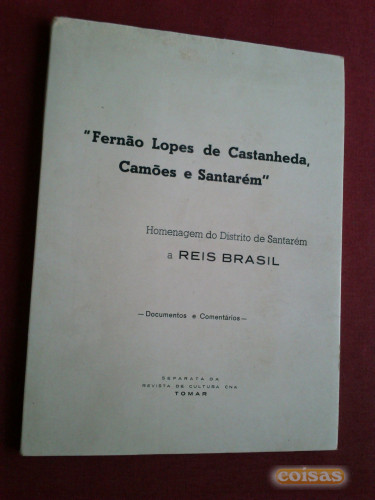 "Fernão Lopes de Castanheda,
Camões e Santarém"
Homenagem do Distrito de Santarém
a REIS BRASIL
—Documentos e Comentários—
SEPARATA DA
REVISTA DE CULTURA CNA
TOMAR
coisas